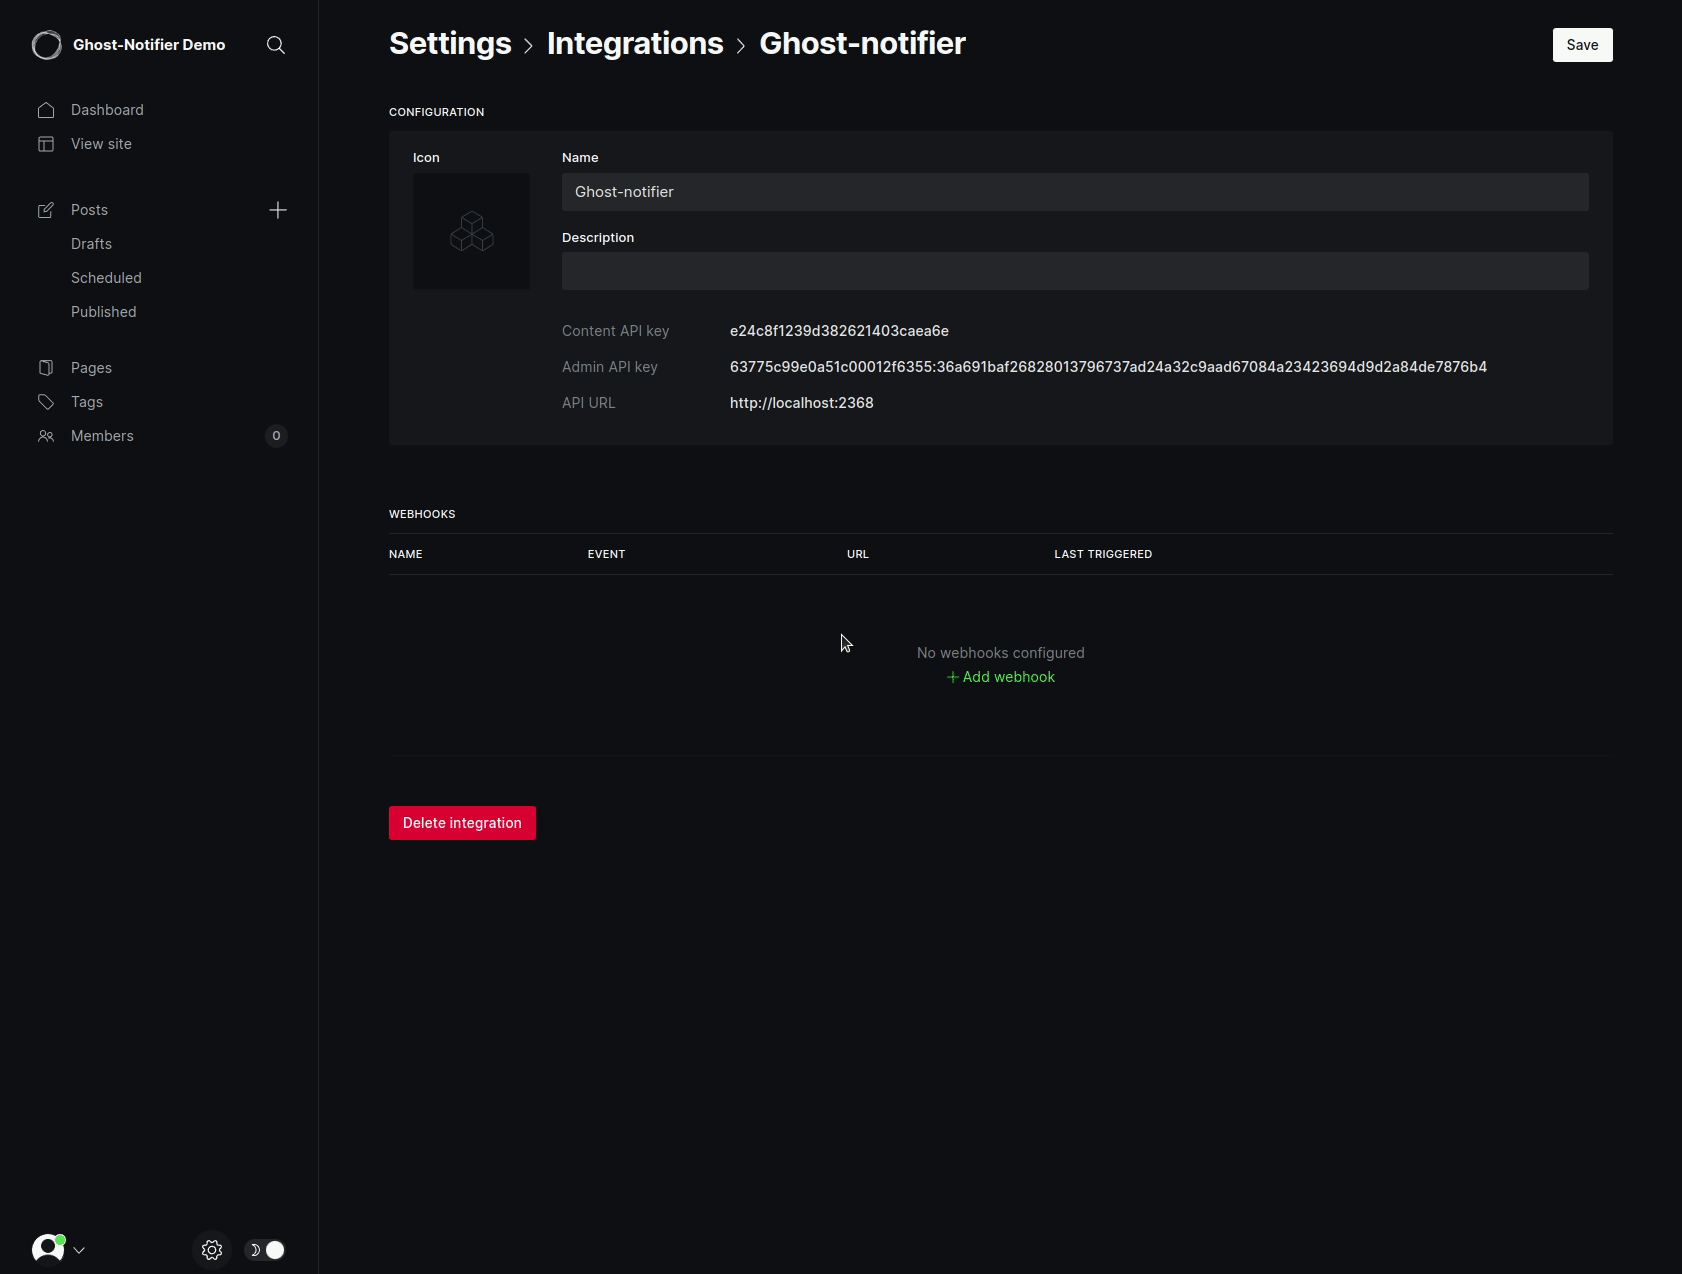 Ghost-Notifier Demo
Dashboard
View site
Posts
Drafts
Scheduled
Published
Pages
Tags
Members 0
Settings > Integrations > Ghost-notifier
Save
CONFIGURATION
Icon
Name
Ghost-notifier
Description
Content API key e24c8f1239d382621403caea6e
Admin API key 63775c99e0a51c00012f6355:36a691baf26828013796737ad24a32c9aad67084a23423694d9d2a84de7876b4
API URL http://localhost:2368
WEBHOOKS
NAME EVENT URL LAST TRIGGERED
No webhooks configured
+ Add webhook
Delete integration